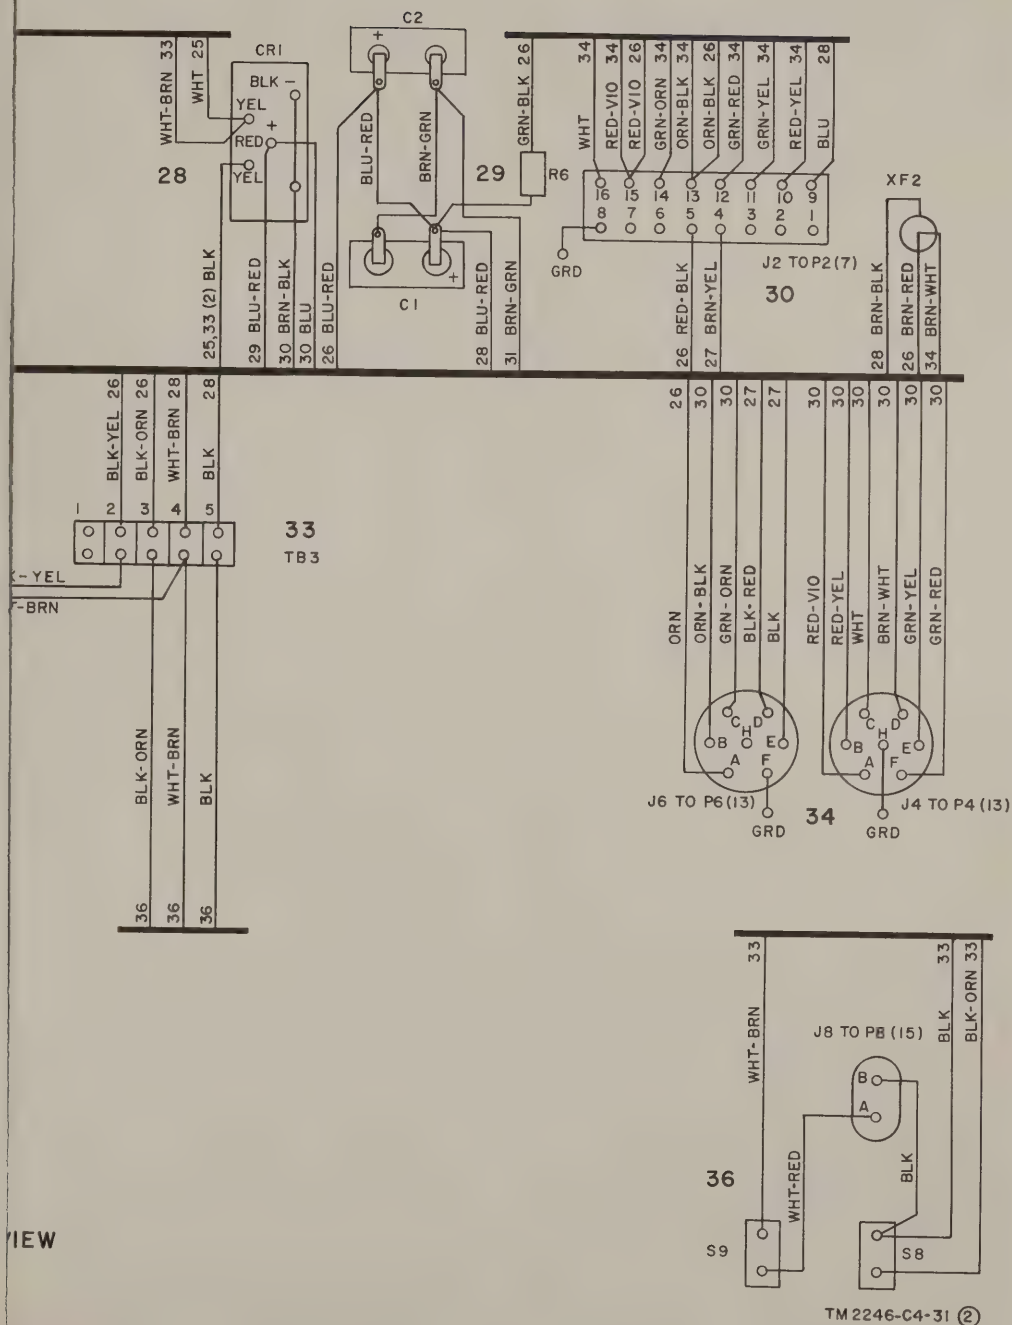 C2
+
WHT-BRN 33
WHT 25
CR1
BLK -
YEL
+
RED
YEL
28
BLU-RED
BRN-GRN
29
GRN-BLK 26
R6
C1
+
WHT 34
RED-VIO 34
RED-VIO 26
GRN-ORN 34
ORN-BLK 34
ORN-BLK 26
GRN-RED 34
GRN-YEL 34
RED-YEL 34
BLU 28
16 15 14 13 12 11 10 9
8 7 6 5 4 3 2 1
GRD
J2 TO P2 (7)
30
XF2
25,33 (2) BLK
29 BLU-RED
30 BRN-BLK
30 BLU
26 BLU-RED
28 BLU-RED
31 BRN-GRN
26 RED-BLK
27 BRN-YEL
28 BRN-BLK
26 BRN-RED
34 BRN-WHT
BLK-YEL 26
BLK-ORN 26
WHT-BRN 28
BLK 28
1 2 3 4 5
33
TB3
K-YEL
T-BRN
BLK-ORN 36
WHT-BRN 36
BLK 36
ORN 26
ORN-BLK 30
GRN-ORN 30
BLK-RED 27
BLK 27
RED-VIO 30
RED-YEL 30
WHT 30
BRN-WHT 30
GRN-YEL 30
GRN-RED 30
C D
H
B E
A F
J6 TO P6 (13)
GRD
34
C D
H
B E
A F
J4 TO P4 (13)
GRD
WHT-BRN 33
BLK 33
BLK-ORN 33
J8 TO P8 (15)
B
A
WHT-RED
BLK
36
S9
S8
VIEW
TM 2246-C4-31 ②